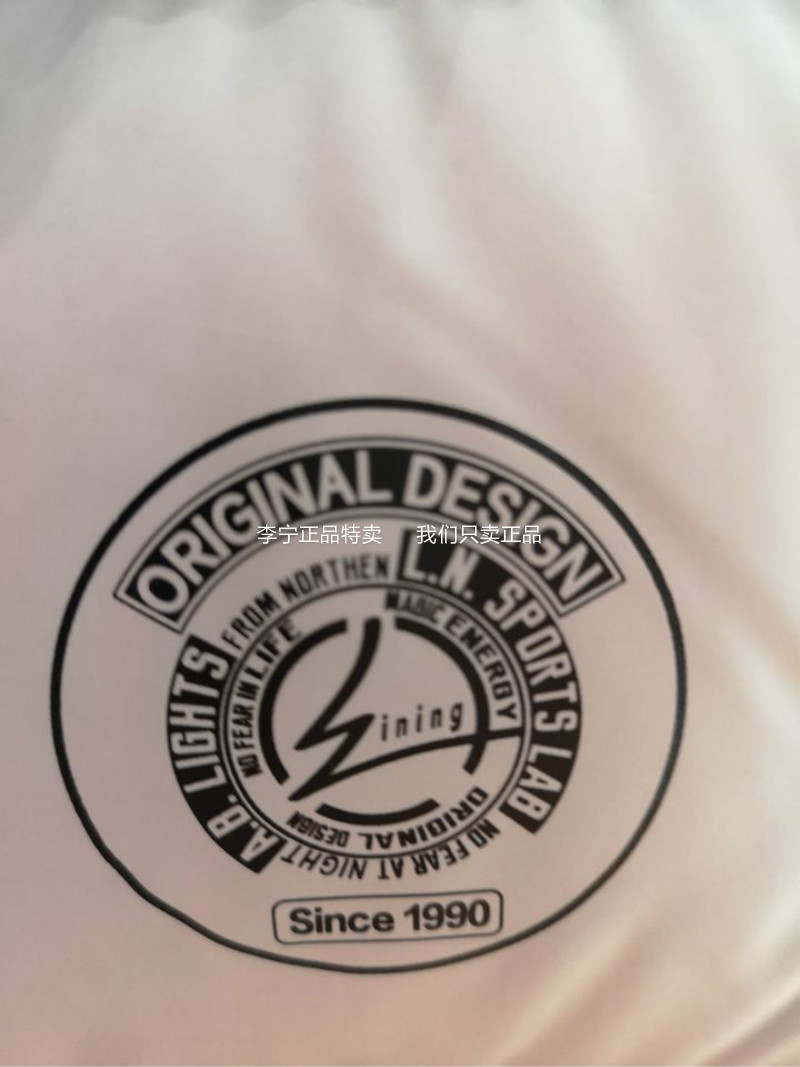 ORIGINAL DESIGN
李宁正品特卖 我们只卖正品
FROM NORTHEN
L.N. SPORTS LAB
A.B. LIGHTS
NO FEAR AT NIGHT
NO FEAR IN LIFE
MAGIC ENERGY
ORIGINAL DESIGN
Lining
Since 1990